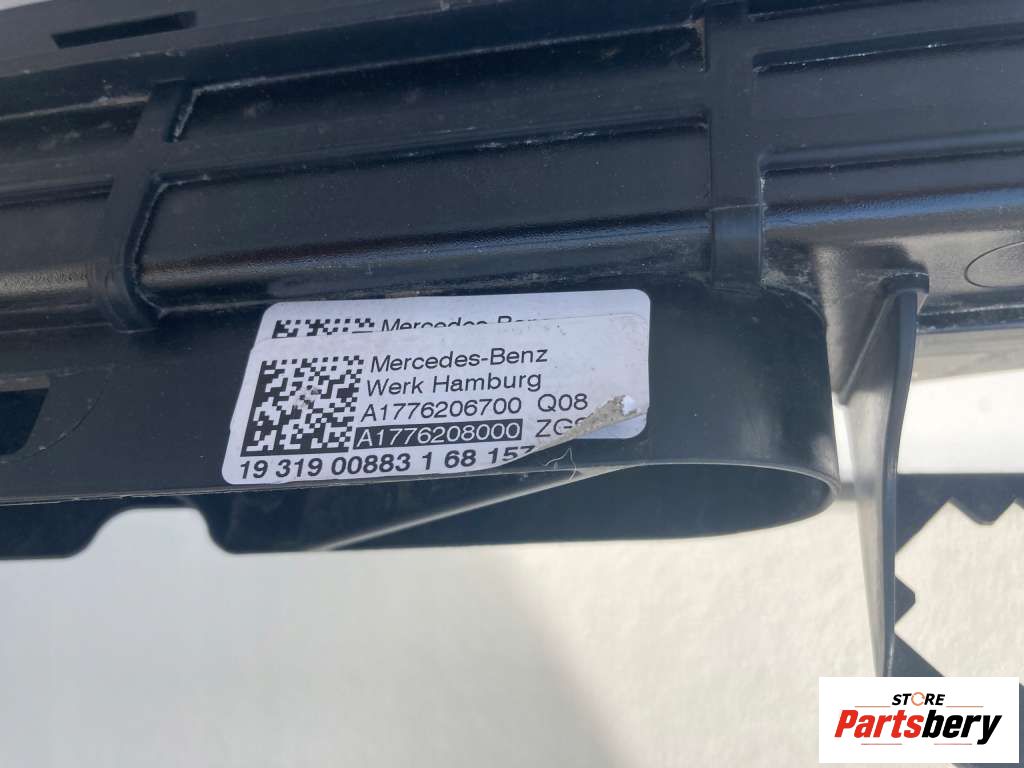 Mercedes-Benz
Werk Hamburg
A1776206700 Q08
A1776208000
19 319 00883 1 68
STORE
Partsbery